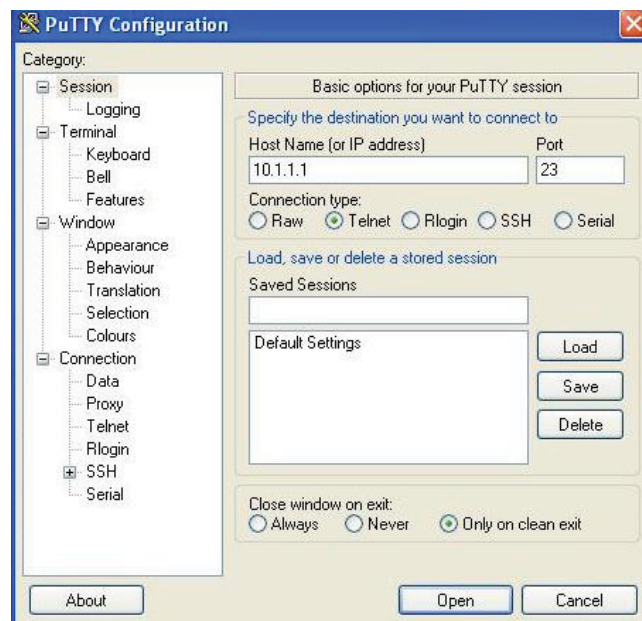 PuTTY Configuration
Category:
Session
Logging
Terminal
Keyboard
Bell
Features
Window
Appearance
Behaviour
Translation
Selection
Colours
Connection
Data
Proxy
Telnet
Rlogin
SSH
Serial
Basic options for your PuTTY session
Specify the destination you want to connect to
Host Name (or IP address) Port
10.1.1.1 23
Connection type:
Raw Telnet Rlogin SSH Serial
Load, save or delete a stored session
Saved Sessions
Default Settings
Load
Save
Delete
Close window on exit:
Always Never Only on clean exit
About Open Cancel